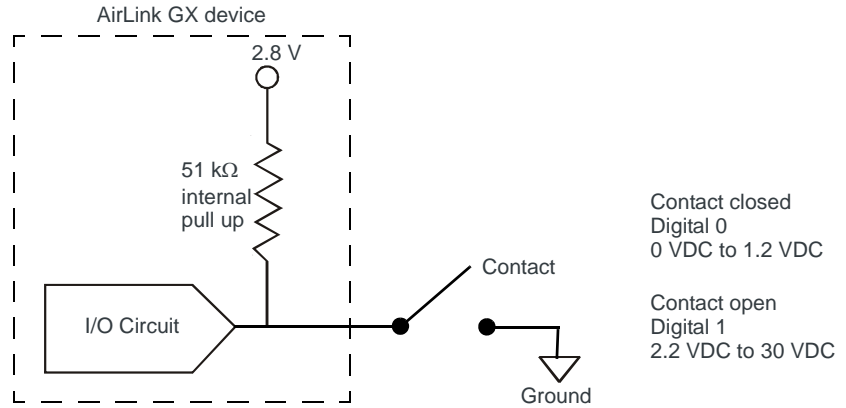 AirLink GX device
2.8 V
51 kΩ
internal
pull up
Contact
I/O Circuit
Ground
Contact closed
Digital 0
0 VDC to 1.2 VDC
Contact open
Digital 1
2.2 VDC to 30 VDC